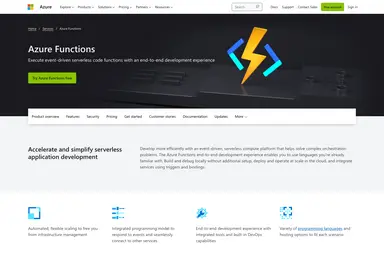 Azure Explore Products Solutions Pricing Partners Resources Search Docs Support Contact Sales Free account Sign in
Home / Services / Azure Functions
Azure Functions
Execute event-driven serverless code functions with an end-to-end development experience
Try Azure Functions free
Product overview Features Security Pricing Get started Customer stories Documentation Updates More
Accelerate and simplify serverless
application development
Develop more efficiently with an event-driven, serverless compute platform that helps solve complex orchestration
problems. The Azure Functions end-to-end development experience enables you to use languages you're already
familiar with. Build and debug locally without additional setup, deploy and operate at scale in the cloud, and integrate
services using triggers and bindings.
Automated, flexible scaling to free you
from infrastructure management
Integrated programming model to
respond to events and seamlessly
connect to other services
End-to-end development experience with
integrated tools and built-in DevOps
capabilities
Variety of programming languages and
hosting options to fit each scenario